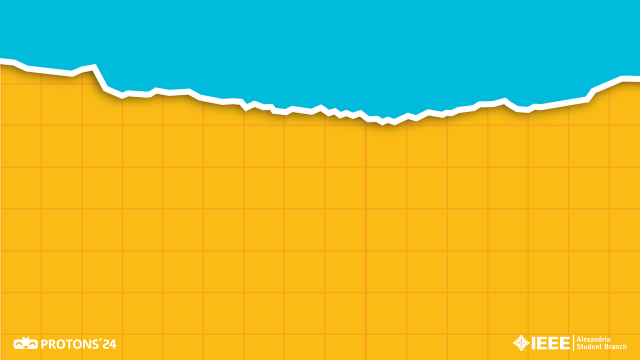 PROTONS'24
IEEE
Alexandria
Student Branch